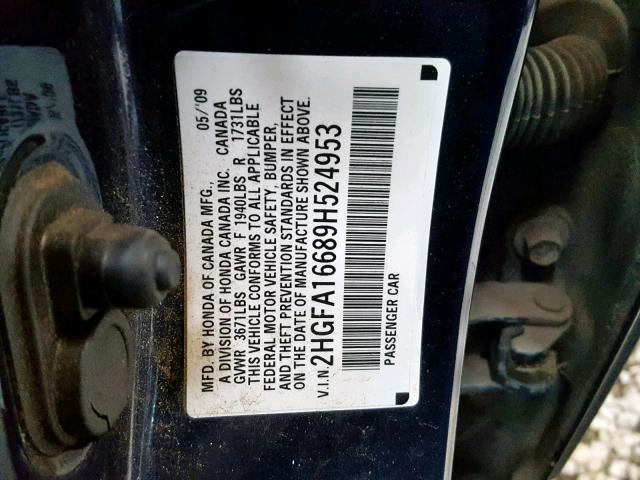 MFD. BY HONDA OF CANADA MFG., 05/'09
A DIVISION OF HONDA CANADA INC. CANADA
GVWR 3671LBS GAWR F 1940LBS R 1731LBS
THIS VEHICLE CONFORMS TO ALL APPLICABLE
FEDERAL MOTOR VEHICLE SAFETY, BUMPER,
AND THEFT PREVENTION STANDARDS IN EFFECT
ON THE DATE OF MANUFACTURE SHOWN ABOVE.
V.I.N. 2HGFA16689H524953
PASSENGER CAR